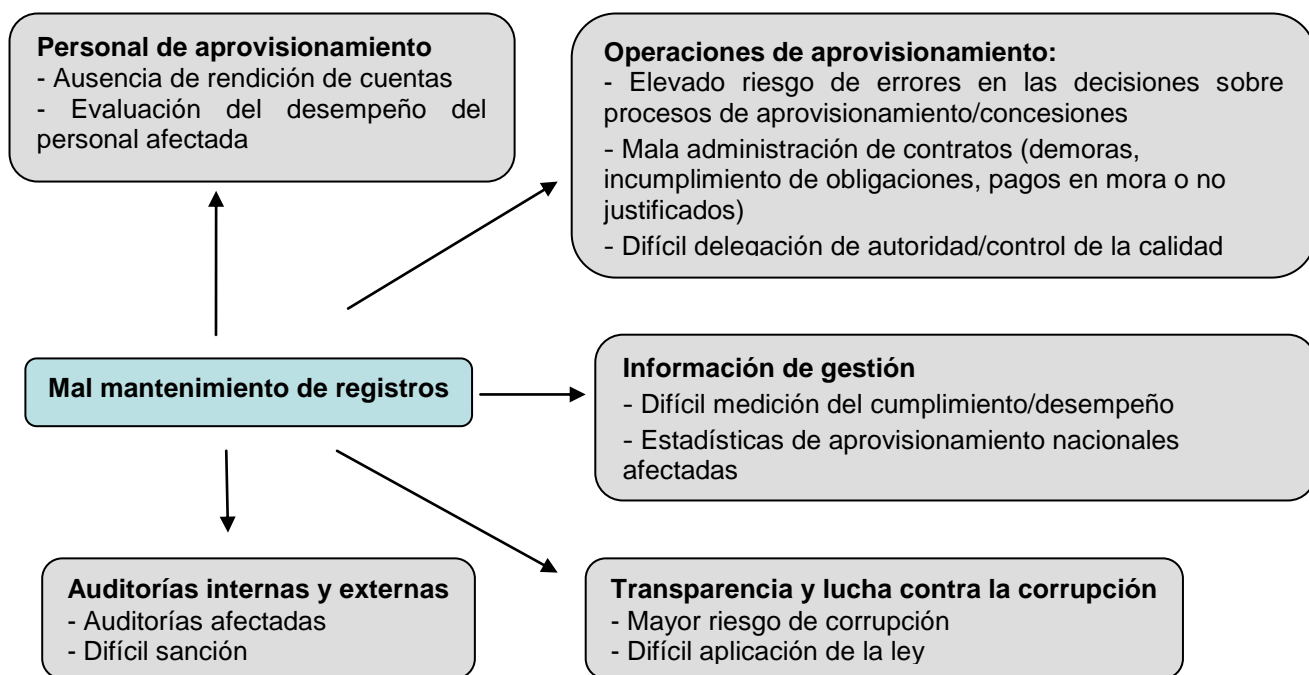 Personal de aprovisionamiento
- Ausencia de rendición de cuentas
- Evaluación del desempeño del
personal afectada
Operaciones de aprovisionamiento:
- Elevado riesgo de errores en las decisiones sobre
procesos de aprovisionamiento/concesiones
- Mala administración de contratos (demoras,
incumplimiento de obligaciones, pagos en mora o no
justificados)
- Difícil delegación de autoridad/control de la calidad
Mal mantenimiento de registros
Información de gestión
- Difícil medición del cumplimiento/desempeño
- Estadísticas de aprovisionamiento nacionales
afectadas
Auditorías internas y externas
- Auditorías afectadas
- Difícil sanción
Transparencia y lucha contra la corrupción
- Mayor riesgo de corrupción
- Difícil aplicación de la ley